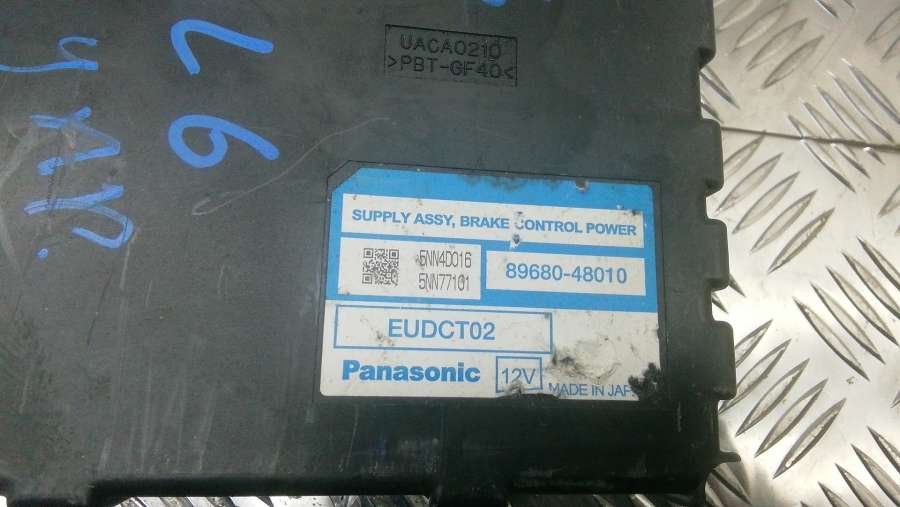 UACA0210
>PBT-GF40<
SUPPLY ASSY, BRAKE CONTROL POWER
5NN4D016
5NN77101
89680-48010
EUDCT02
Panasonic
12V
MADE IN JAP